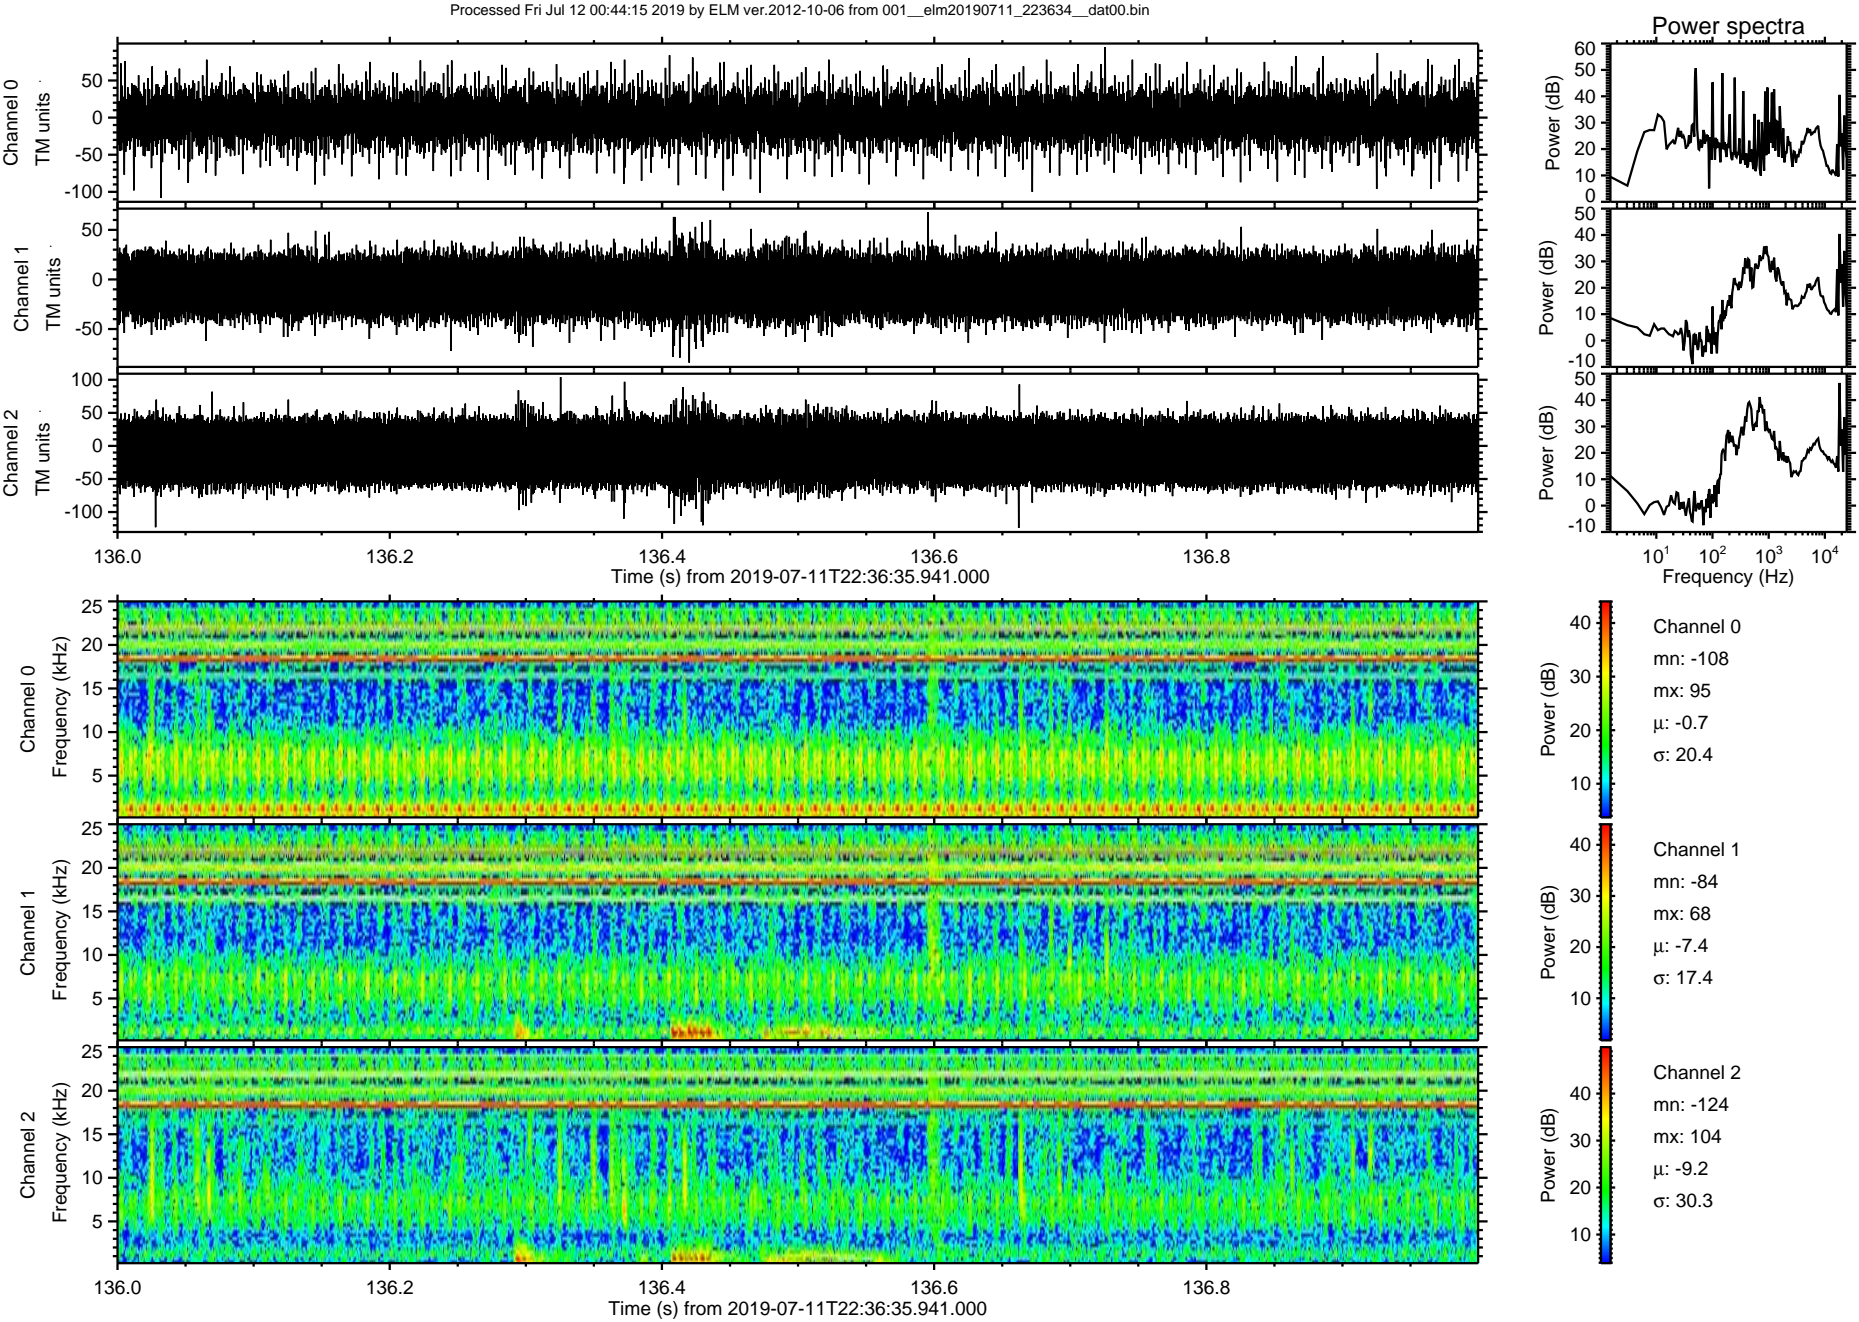 Processed Fri Jul 12 00:44:15 2019 by ELM ver.2012-10-06 from 001__elm20190711_223634__dat00.bin
Power spectra
Channel 0
TM units
50
0
-50
-100
Power (dB)
60
50
40
30
20
10
0
Channel 1
TM units
50
0
-50
Power (dB)
50
40
30
20
10
0
-10
Channel 2
TM units
100
50
0
-50
-100
Power (dB)
50
40
30
20
10
0
-10
136.0 136.2 136.4 136.6 136.8
Time (s) from 2019-07-11T22:36:35.941.000
10¹ 10² 10³ 10⁴
Frequency (Hz)
Channel 0
Frequency (kHz)
25
20
15
10
5
Power (dB)
40
30
20
10
Channel 0
mn: -108
mx: 95
μ: -0.7
σ: 20.4
Channel 1
Frequency (kHz)
25
20
15
10
5
Power (dB)
40
30
20
10
Channel 1
mn: -84
mx: 68
μ: -7.4
σ: 17.4
Channel 2
Frequency (kHz)
25
20
15
10
5
Power (dB)
40
30
20
10
Channel 2
mn: -124
mx: 104
μ: -9.2
σ: 30.3
136.0 136.2 136.4 136.6 136.8
Time (s) from 2019-07-11T22:36:35.941.000